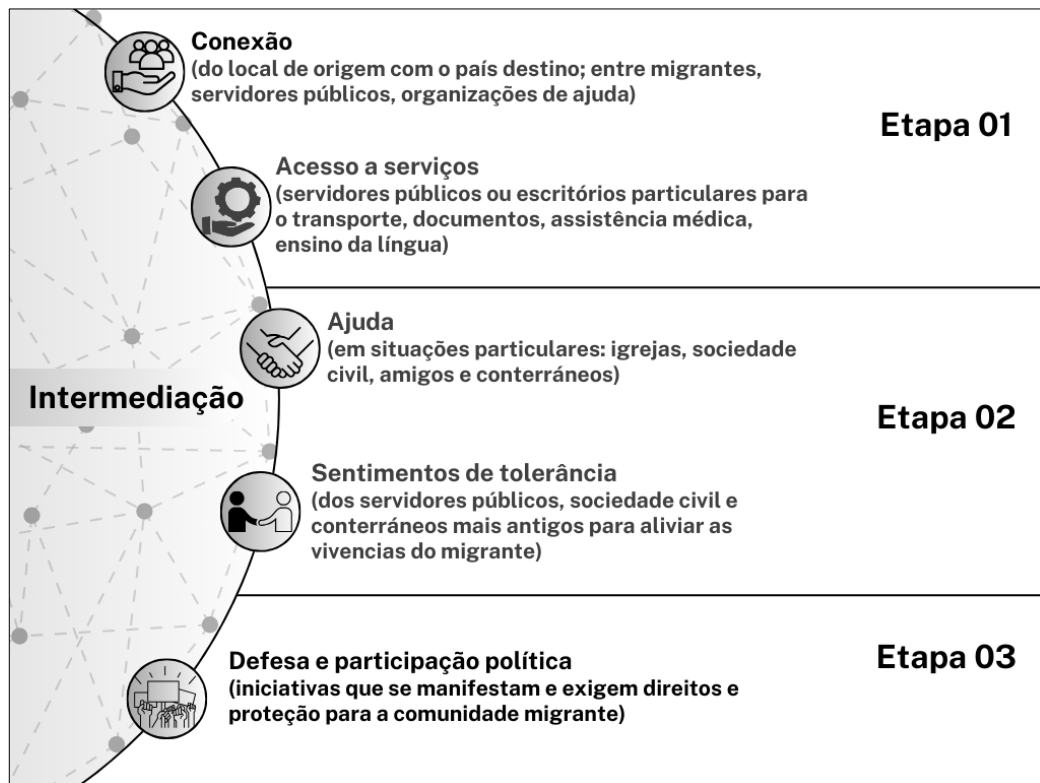 Conexão
(do local de origem com o país destino; entre migrantes,
servidores públicos, organizações de ajuda)
Etapa 01
Acesso a serviços
(servidores públicos ou escritórios particulares para
o transporte, documentos, assistência médica,
ensino da língua)
Ajuda
(em situações particulares: igrejas, sociedade
civil, amigos e conterráneos)
Intermediação
Etapa 02
Sentimentos de tolerância
(dos servidores públicos, sociedade civil e
conterráneos mais antigos para aliviar as
vivencias do migrante)
Etapa 03
Defesa e participação política
(iniciativas que se manifestam e exigem direitos e
proteção para a comunidade migrante)